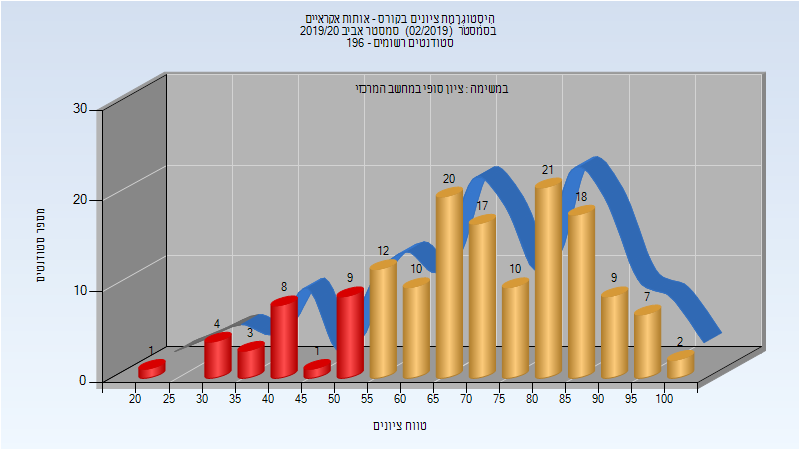 היסטוגרמת ציונים בקורס - אותות אקראיים
בסמסטר (02/2019) סמסטר אביב 2019/20
סטודנטים רשומים - 196
במשימה : ציון סופי במחשב המרכזי
מספר סטודנטים
30
20
10
0
1
4
3
8
1
9
12
10
20
17
10
21
18
9
7
2
20 25 30 35 40 45 50 55 60 65 70 75 80 85 90 95 100
טווח ציונים